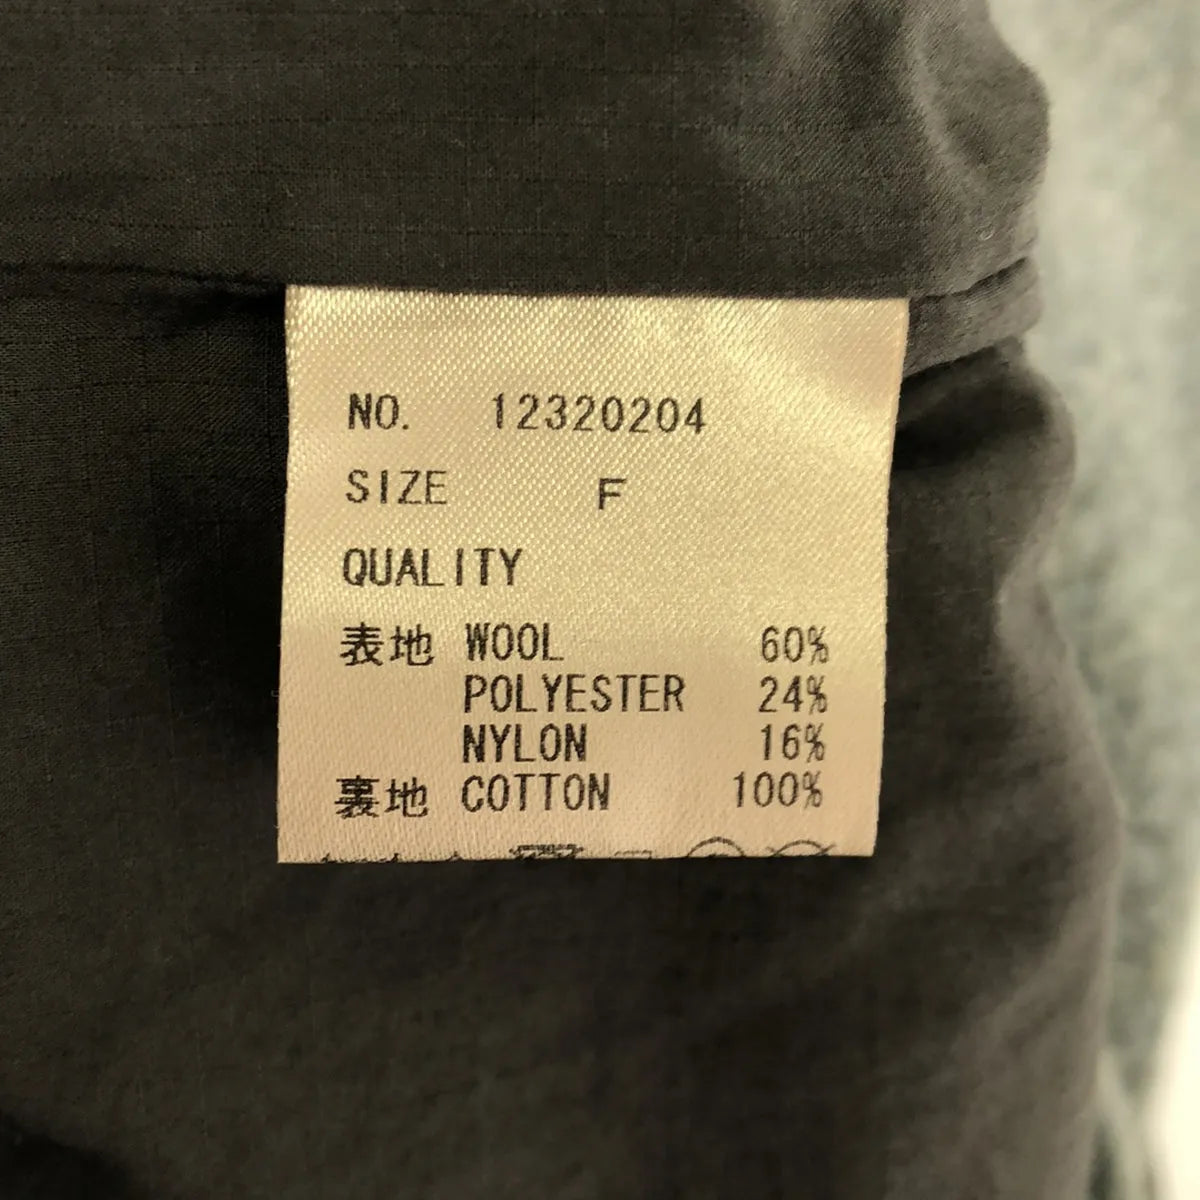 NO. 12320204
SIZE F
QUALITY
表地 WOOL 60%
POLYESTER 24%
NYLON 16%
裏地 COTTON 100%